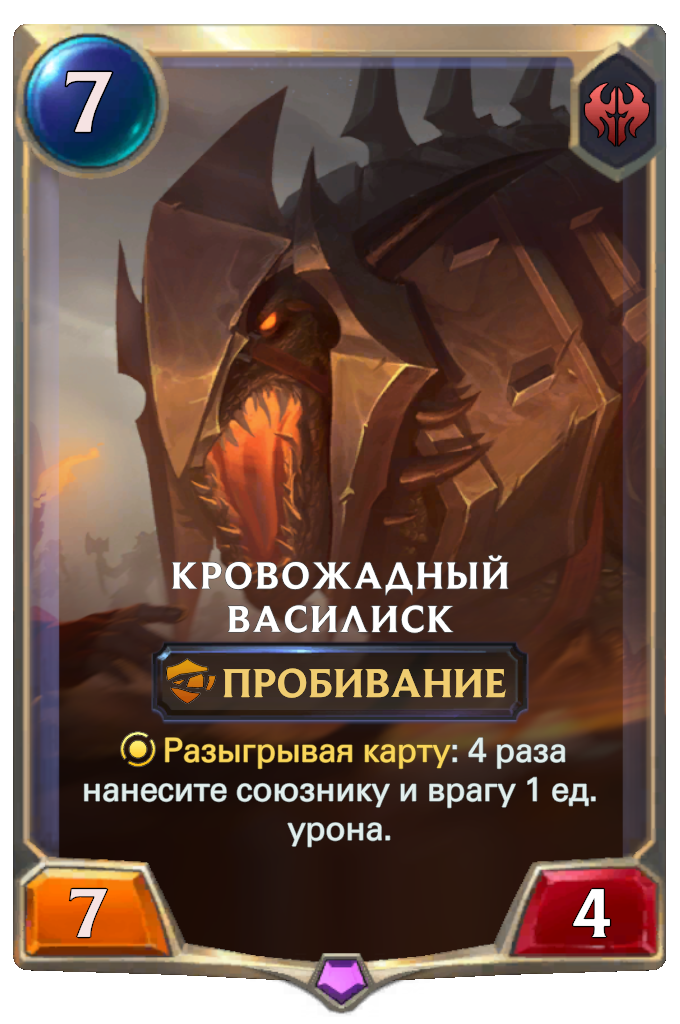 7
КРОВОЖАДНЫЙ
ВАСИЛИСК
ПРОБИВАНИЕ
Разыгрывая карту: 4 раза
нанесите союзнику и врагу 1 ед.
урона.
7
4